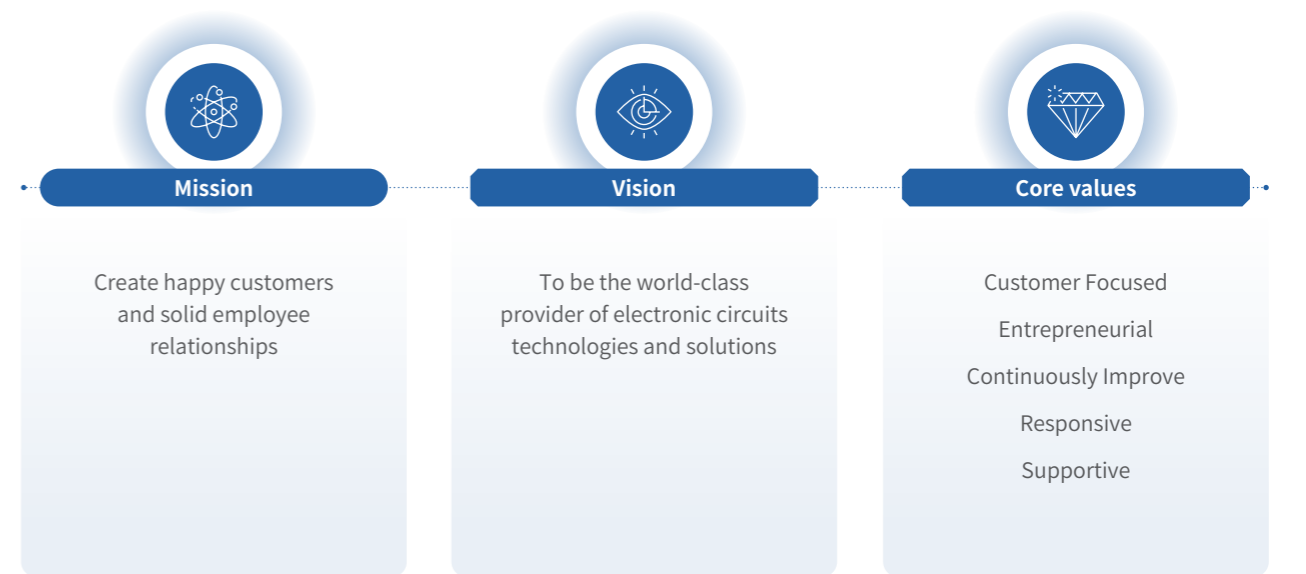 Mission
Create happy customers
and solid employee
relationships
Vision
To be the world-class
provider of electronic circuits
technologies and solutions
Core values
Customer Focused
Entrepreneurial
Continuously Improve
Responsive
Supportive